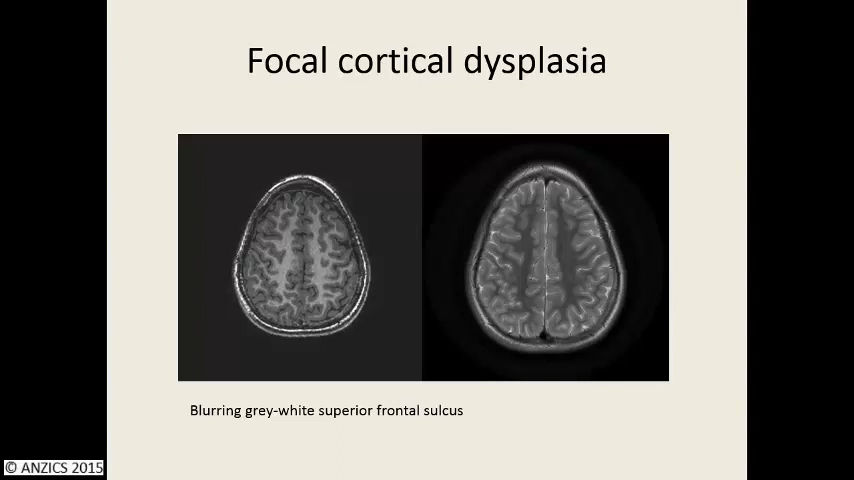 Focal cortical dysplasia
Blurring grey-white superior frontal sulcus
© ANZICS 2015